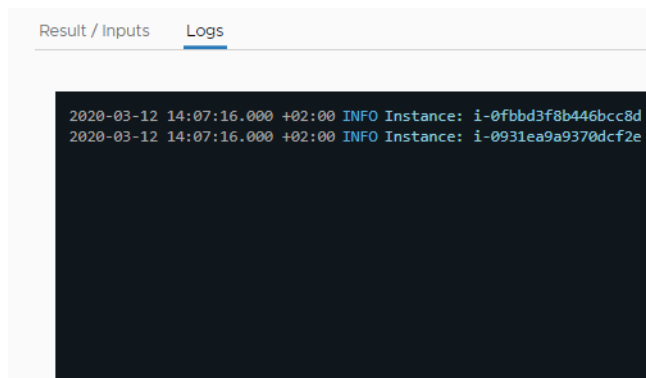 Result / Inputs Logs
2020-03-12 14:07:16.000 +02:00 INFO Instance: i-0fbbd3f8b446bcc8d
2020-03-12 14:07:16.000 +02:00 INFO Instance: i-0931ea9a9370dcf2e